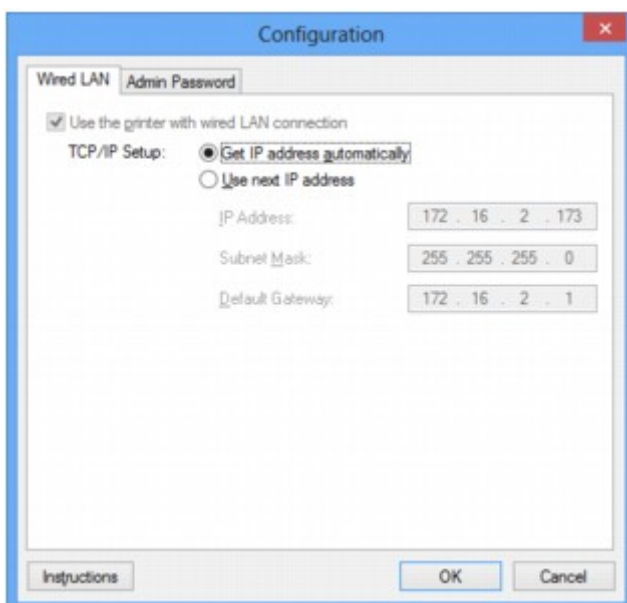 Configuration
Wired LAN Admin Password
Use the printer with wired LAN connection
TCP/IP Setup: Get IP address automatically
Use next IP address
IP Address: 172 . 16 . 2 . 173
Subnet Mask: 255 . 255 . 255 . 0
Default Gateway: 172 . 16 . 2 . 1
Instructions OK Cancel